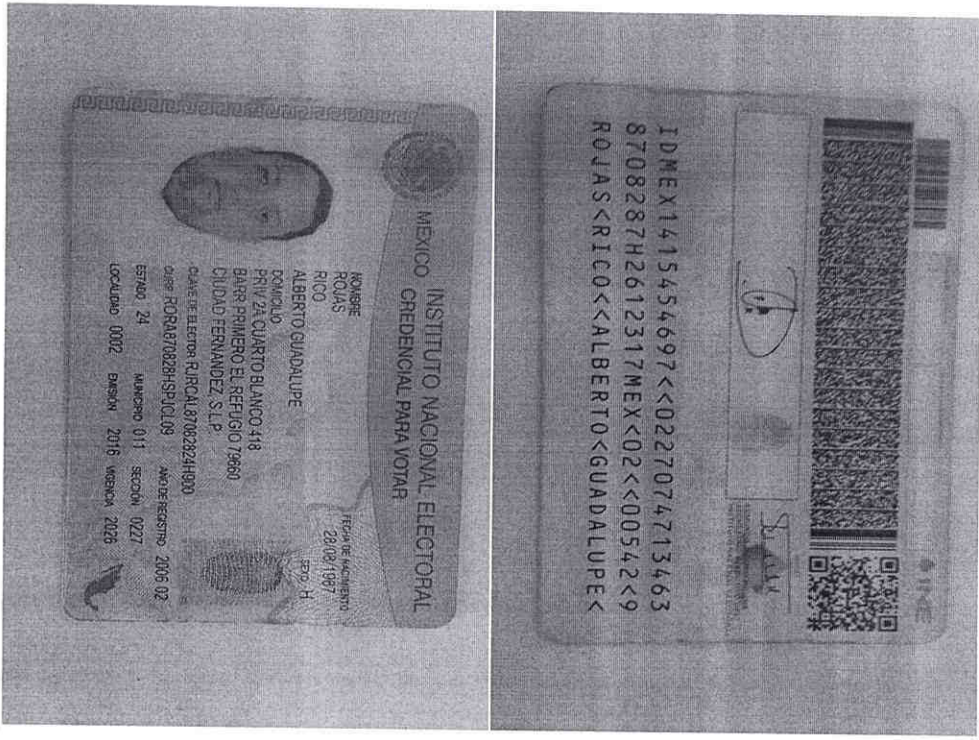 MÉXICO INSTITUTO NACIONAL ELECTORAL
CREDENCIAL PARA VOTAR
NOMBRE
ROJAS
RICO
ALBERTO GUADALUPE
FECHA DE NACIMIENTO
28/08/1987
SEXO H
DOMICILIO
PRIV 2A CUARTO BLANCO 418
BARR PRIMERO EL REFUGIO 79660
CIUDAD FERNANDEZ, S.L.P.
CLAVE DE ELECTOR RJRCAL87082824H900
CURP RORA870828HSPJCL09
AÑO DE REGISTRO 2006 02
ESTADO 24 MUNICIPIO 011 SECCIÓN 0227
LOCALIDAD 0002 EMISIÓN 2016 VIGENCIA 2026
INE
IDMEX1415454697<<0227074713463
8708287H2612317MEX<02<<00542<9
ROJAS<RICO<<ALBERTO<GUADALUPE<